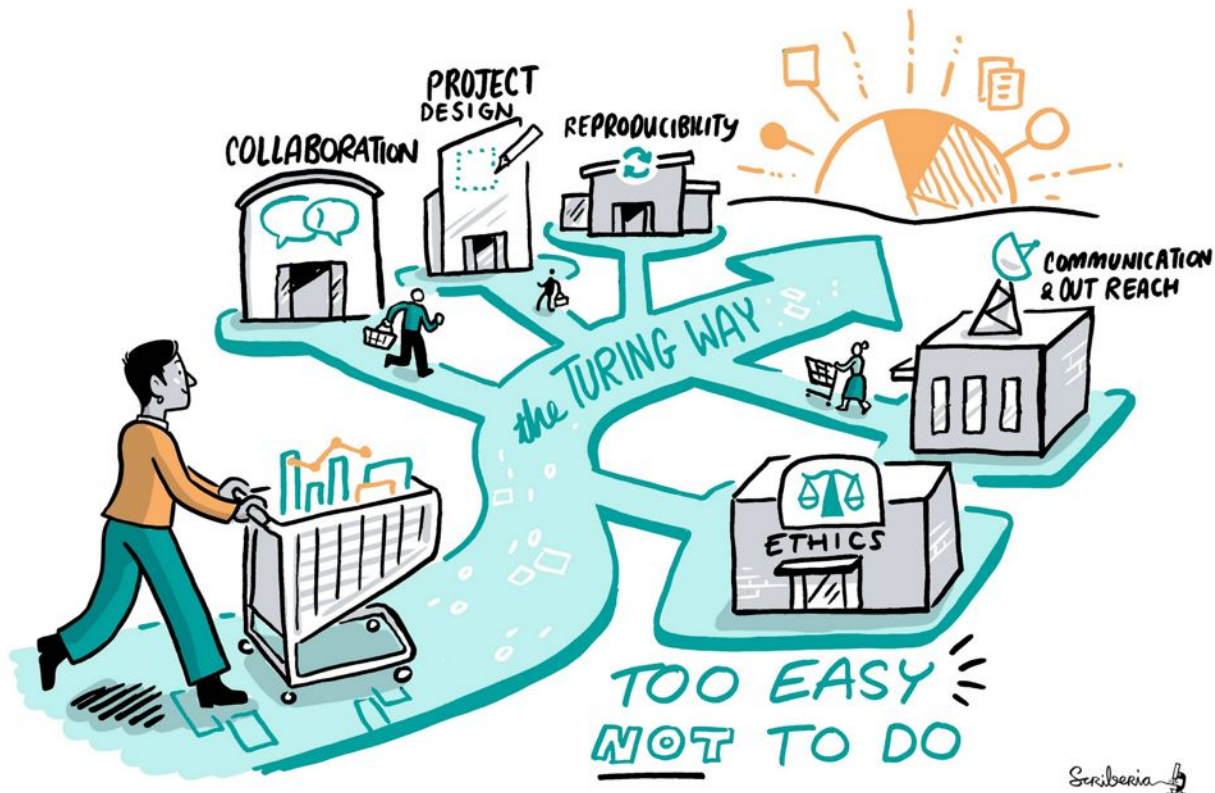 PROJECT
DESIGN
COLLABORATION
REPRODUCIBILITY
COMMUNICATION
& OUT REACH
the TURING WAY
ETHICS
TOO EASY
NOT TO DO
Scriberia